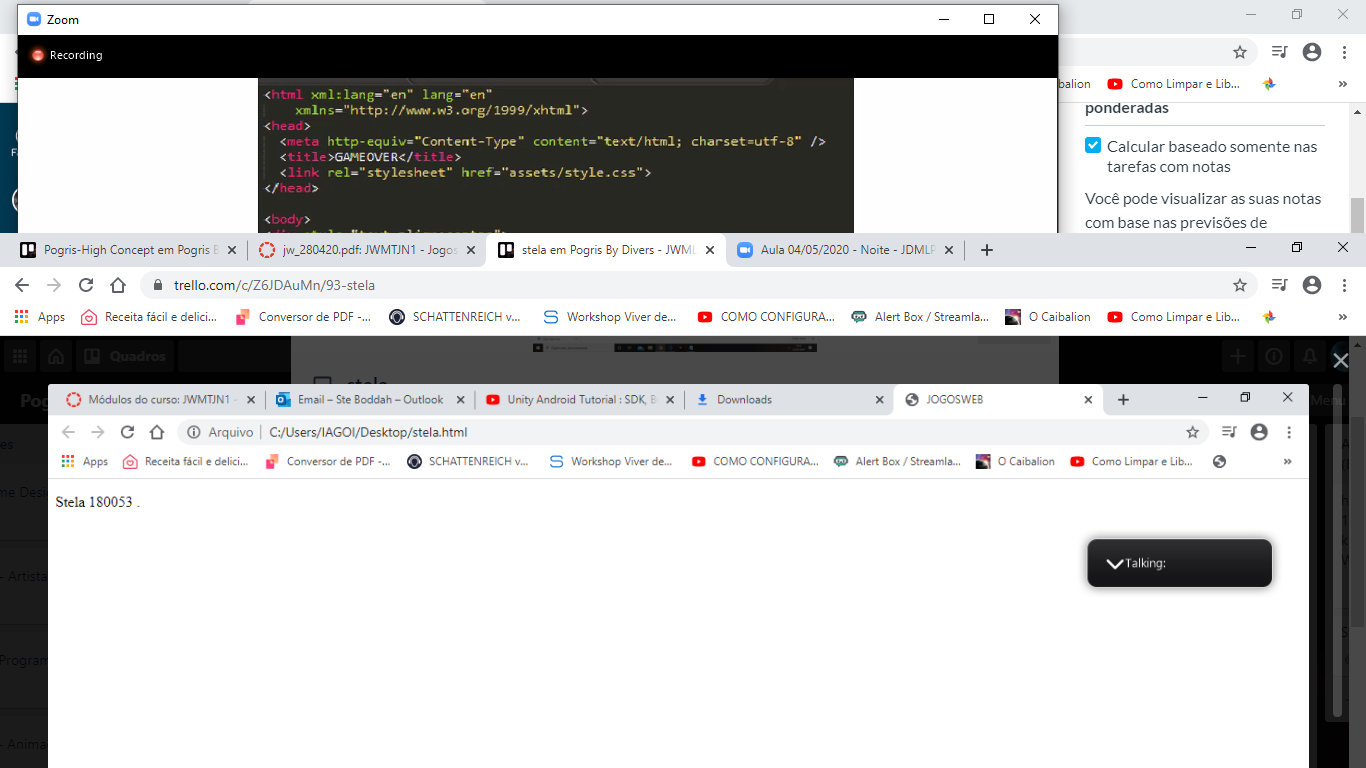 Zoom
Recording
<html xml:lang="en" lang="en"
xmlns="http://www.w3.org/1999/xhtml">
<head>
<meta http-equiv="Content-Type" content="text/html; charset=utf-8" />
<title>GAMEOVER</title>
<link rel="stylesheet" href="assets/style.css">
</head>
<body>
balion
Como Limpar e Lib...
»
ponderadas
Calcular baseado somente nas
tarefas com notas
Você pode visualizar as suas notas
com base nas previsões de
Pogris-High Concept em Pogris B
jw_280420.pdf: JWMTJN1 - Jogos
stela em Pogris By Divers - JWML
Aula 04/05/2020 - Noite - JDMLP
trello.com/c/Z6JDAuMn/93-stela
Apps
Receita fácil e delici...
Conversor de PDF -...
SCHATTENREICH v...
Workshop Viver de...
COMO CONFIGURA...
Alert Box / Streamla...
O Caibalion
Como Limpar e Lib...
»
Quadros
stela
Pog
Menu
es
me Desi
- Artista
Program
- Anima
Módulos do curso: JWMTJN1 -
Email – Ste Boddah – Outlook
Unity Android Tutorial : SDK, B
Downloads
JOGOSWEB
Arquivo
C:/Users/IAGOI/Desktop/stela.html
Apps
Receita fácil e delici...
Conversor de PDF -...
SCHATTENREICH v...
Workshop Viver de...
COMO CONFIGURA...
Alert Box / Streamla...
O Caibalion
Como Limpar e Lib...
»
Stela 180053 .
Talking: